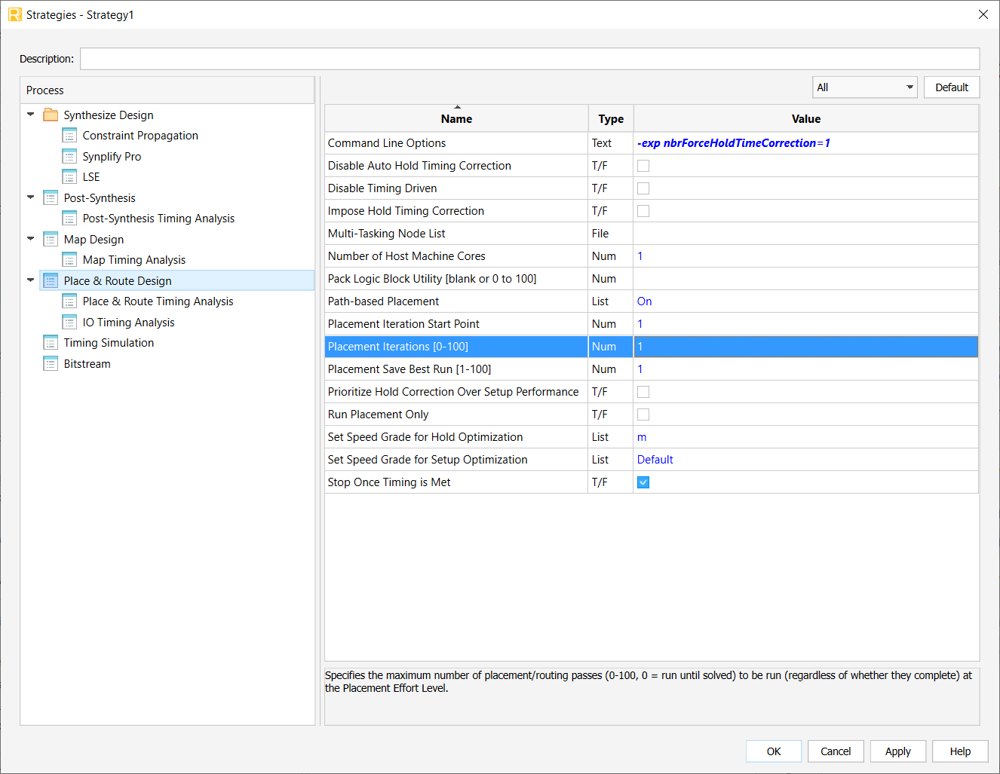 Strategies - Strategy1
Description:
Process
All
Default
Synthesize Design
Constraint Propagation
Synplify Pro
LSE
Post-Synthesis
Post-Synthesis Timing Analysis
Map Design
Map Timing Analysis
Place & Route Design
Place & Route Timing Analysis
IO Timing Analysis
Timing Simulation
Bitstream
Name Type Value
Command Line Options Text -exp nbrForceHoldTimeCorrection=1
Disable Auto Hold Timing Correction T/F
Disable Timing Driven T/F
Impose Hold Timing Correction T/F
Multi-Tasking Node List File
Number of Host Machine Cores Num 1
Pack Logic Block Utility [blank or 0 to 100] Num
Path-based Placement List On
Placement Iteration Start Point Num 1
Placement Iterations [0-100] Num 1
Placement Save Best Run [1-100] Num 1
Prioritize Hold Correction Over Setup Performance T/F
Run Placement Only T/F
Set Speed Grade for Hold Optimization List m
Set Speed Grade for Setup Optimization List Default
Stop Once Timing is Met T/F
Specifies the maximum number of placement/routing passes (0-100, 0 = run until solved) to be run (regardless of whether they complete) at
the Placement Effort Level.
OK Cancel Apply Help